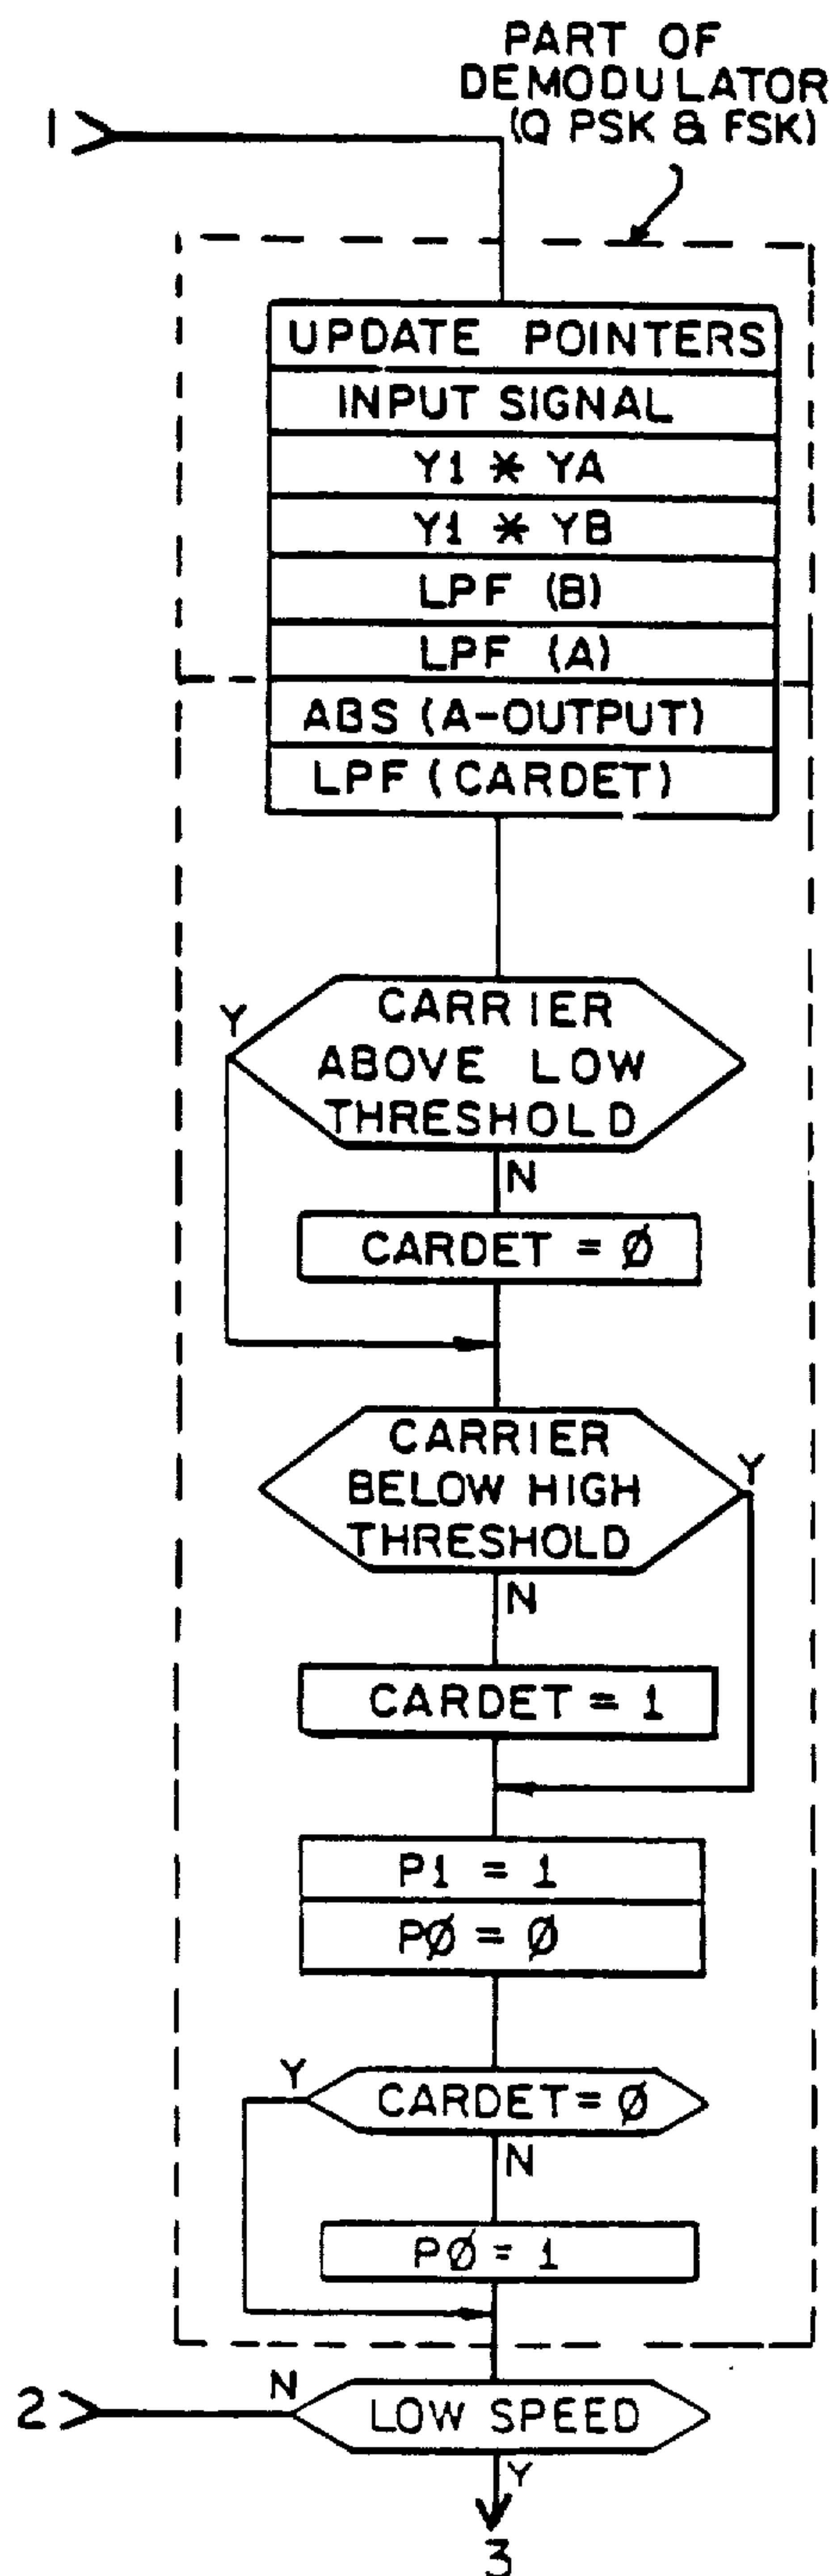 PART OF
DEMODULATOR
(Q PSK & FSK)
1
UPDATE POINTERS
INPUT SIGNAL
Y1 * YA
Y1 * YB
LPF (B)
LPF (A)
ABS (A-OUTPUT)
LPF (CARDET)
Y
CARRIER
ABOVE LOW
THRESHOLD
N
CARDET = Ø
CARRIER
BELOW HIGH
THRESHOLD
Y
N
CARDET = 1
P1 = 1
PØ = Ø
Y
CARDET = Ø
N
PØ = 1
2
N
LOW SPEED
Y
3